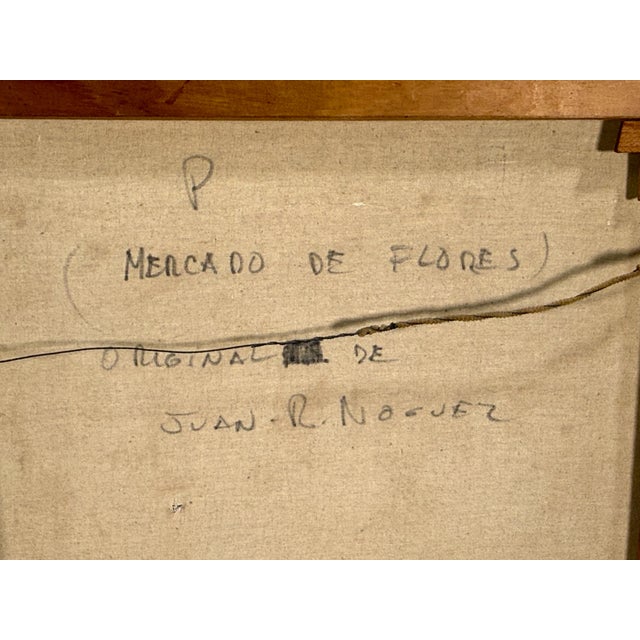 P
(MERCADO DE FLORES)
ORIGINAL DE
JUAN. R. NOGUEZ